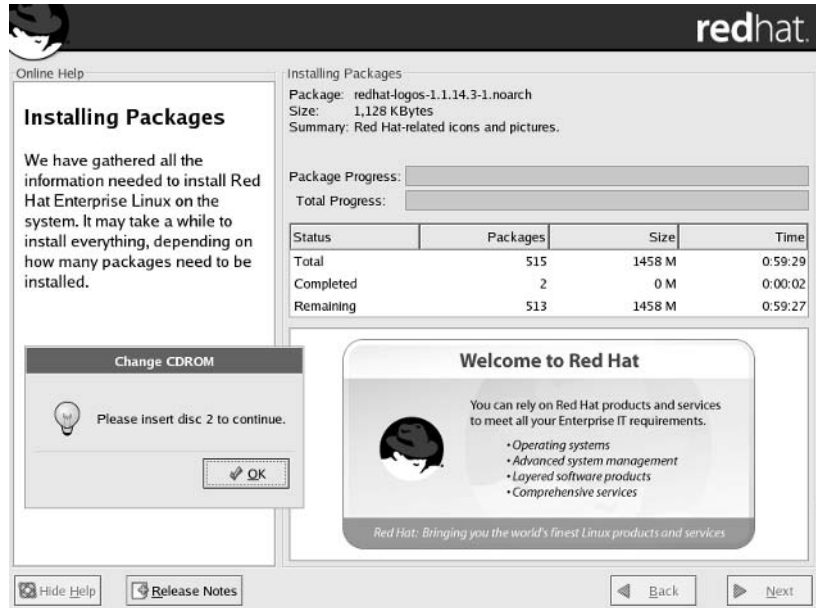 redhat.
Online Help
Installing Packages
We have gathered all the
information needed to install Red
Hat Enterprise Linux on the
system. It may take a while to
install everything, depending on
how many packages need to be
installed.
Installing Packages
Package: redhat-logos-1.1.14.3-1.noarch
Size: 1,128 KBytes
Summary: Red Hat-related icons and pictures.
Package Progress:
Total Progress:
Status Packages Size Time
Total 515 1458 M 0:59:29
Completed 2 0 M 0:00:02
Remaining 513 1458 M 0:59:27
Change CDROM
Please insert disc 2 to continue.
OK
Welcome to Red Hat
You can rely on Red Hat products and services
to meet all your Enterprise IT requirements.
•Operating systems
•Advanced system management
•Layered software products
•Comprehensive services
Red Hat: Bringing you the world's finest Linux products and services
Hide Help
Release Notes
Back
Next